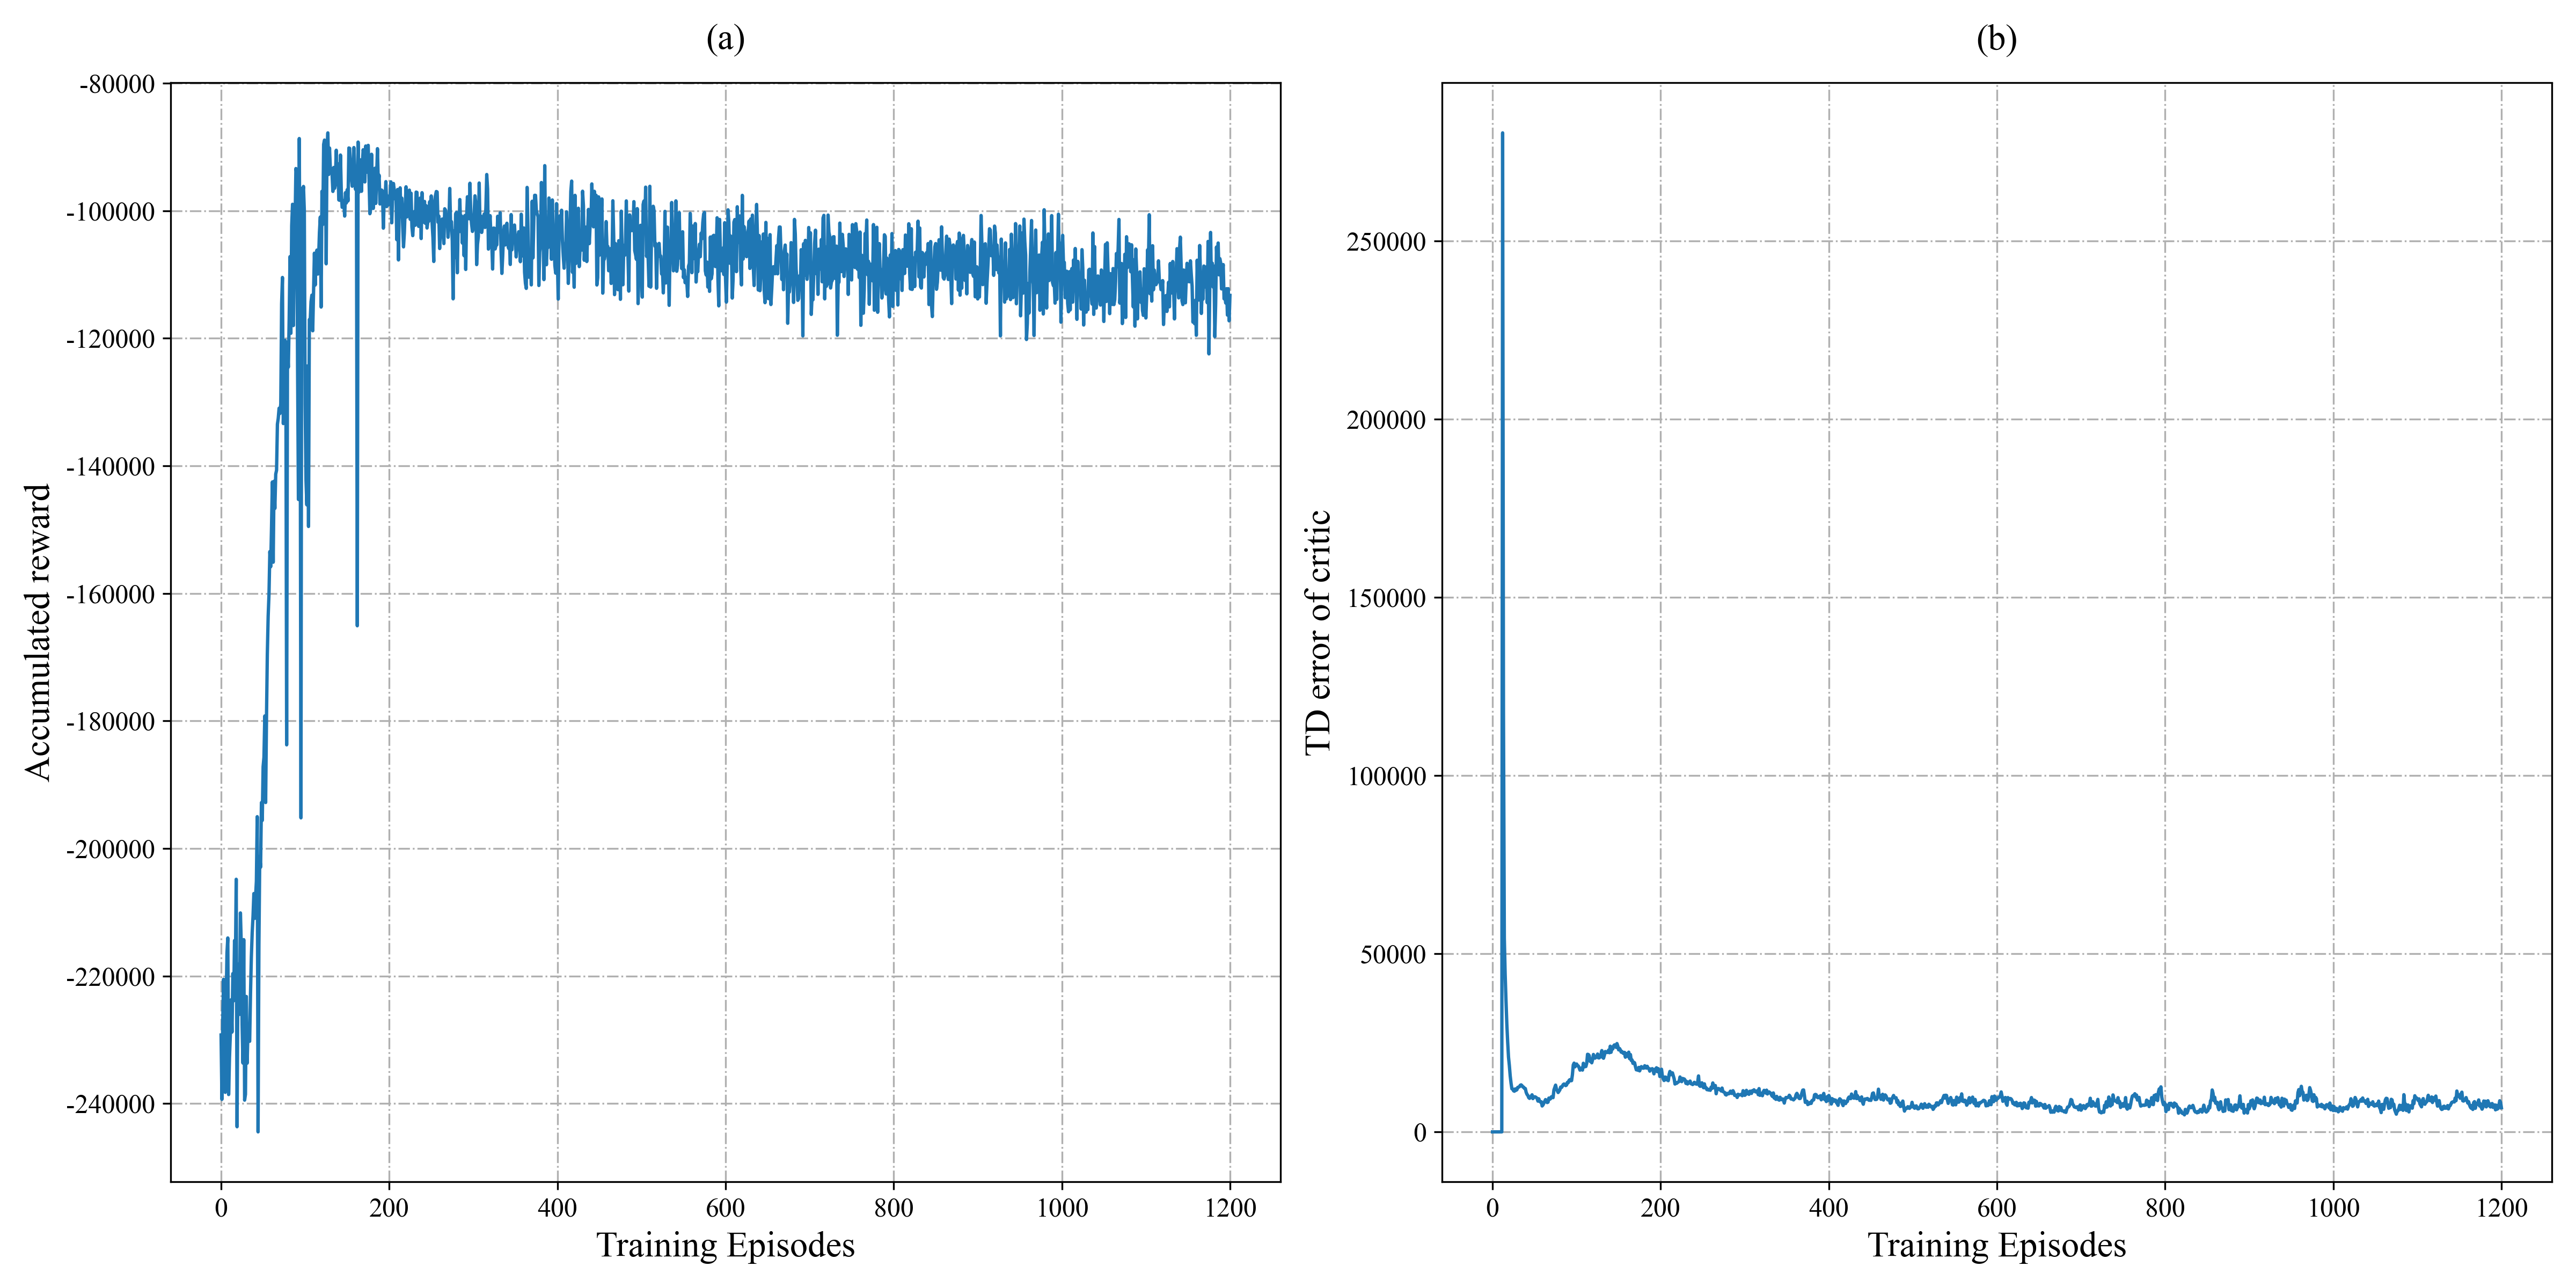 (a)
-80000
-100000
-120000
-140000
-160000
-180000
-200000
-220000
-240000
Accumulated reward
0 200 400 600 800 1000 1200
Training Episodes
(b)
250000
200000
150000
100000
50000
0
TD error of critic
0 200 400 600 800 1000 1200
Training Episodes